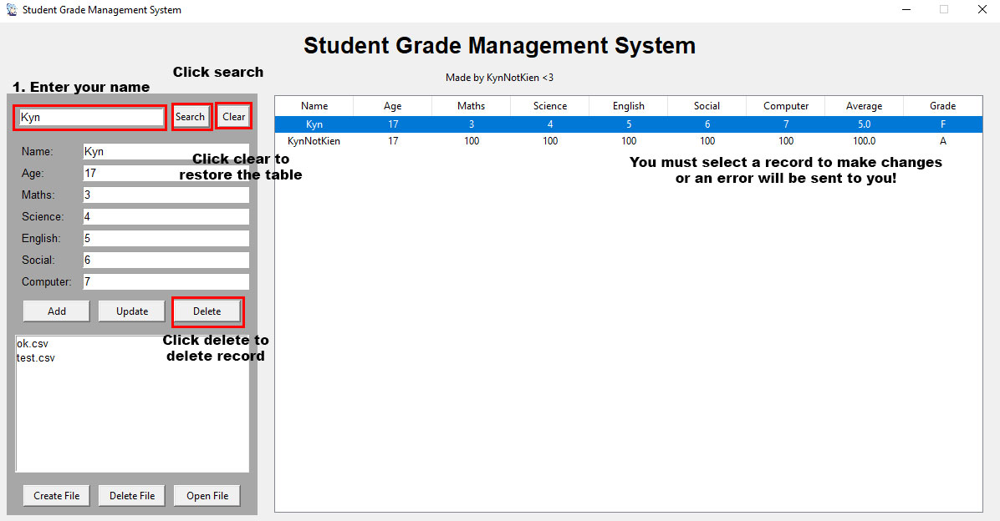 Student Grade Management System
Student Grade Management System
Made by KynNotKien <3
Click search
1. Enter your name
Kyn
Search
Clear
Name: Kyn
Click clear to
restore the table
Age: 17
Maths: 3
Science: 4
English: 5
Social: 6
Computer: 7
Add Update Delete
Click delete to
delete record
ok.csv
test.csv
Create File Delete File Open File
Name Age Maths Science English Social Computer Average Grade
Kyn 17 3 4 5 6 7 5.0 F
KynNotKien 17 100 100 100 100 100 100.0 A
You must select a record to make changes
or an error will be sent to you!